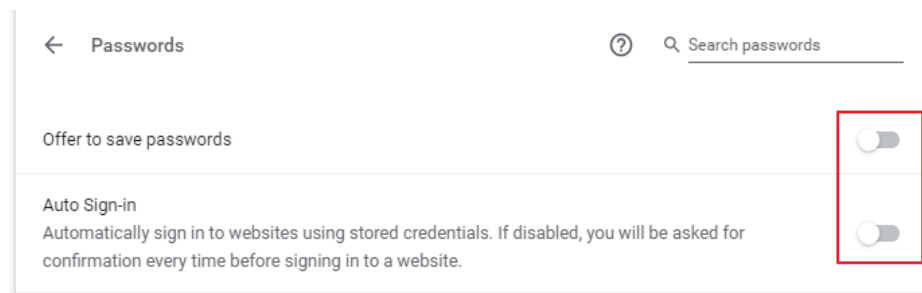 Passwords
Search passwords
Offer to save passwords
Auto Sign-in
Automatically sign in to websites using stored credentials. If disabled, you will be asked for
confirmation every time before signing in to a website.